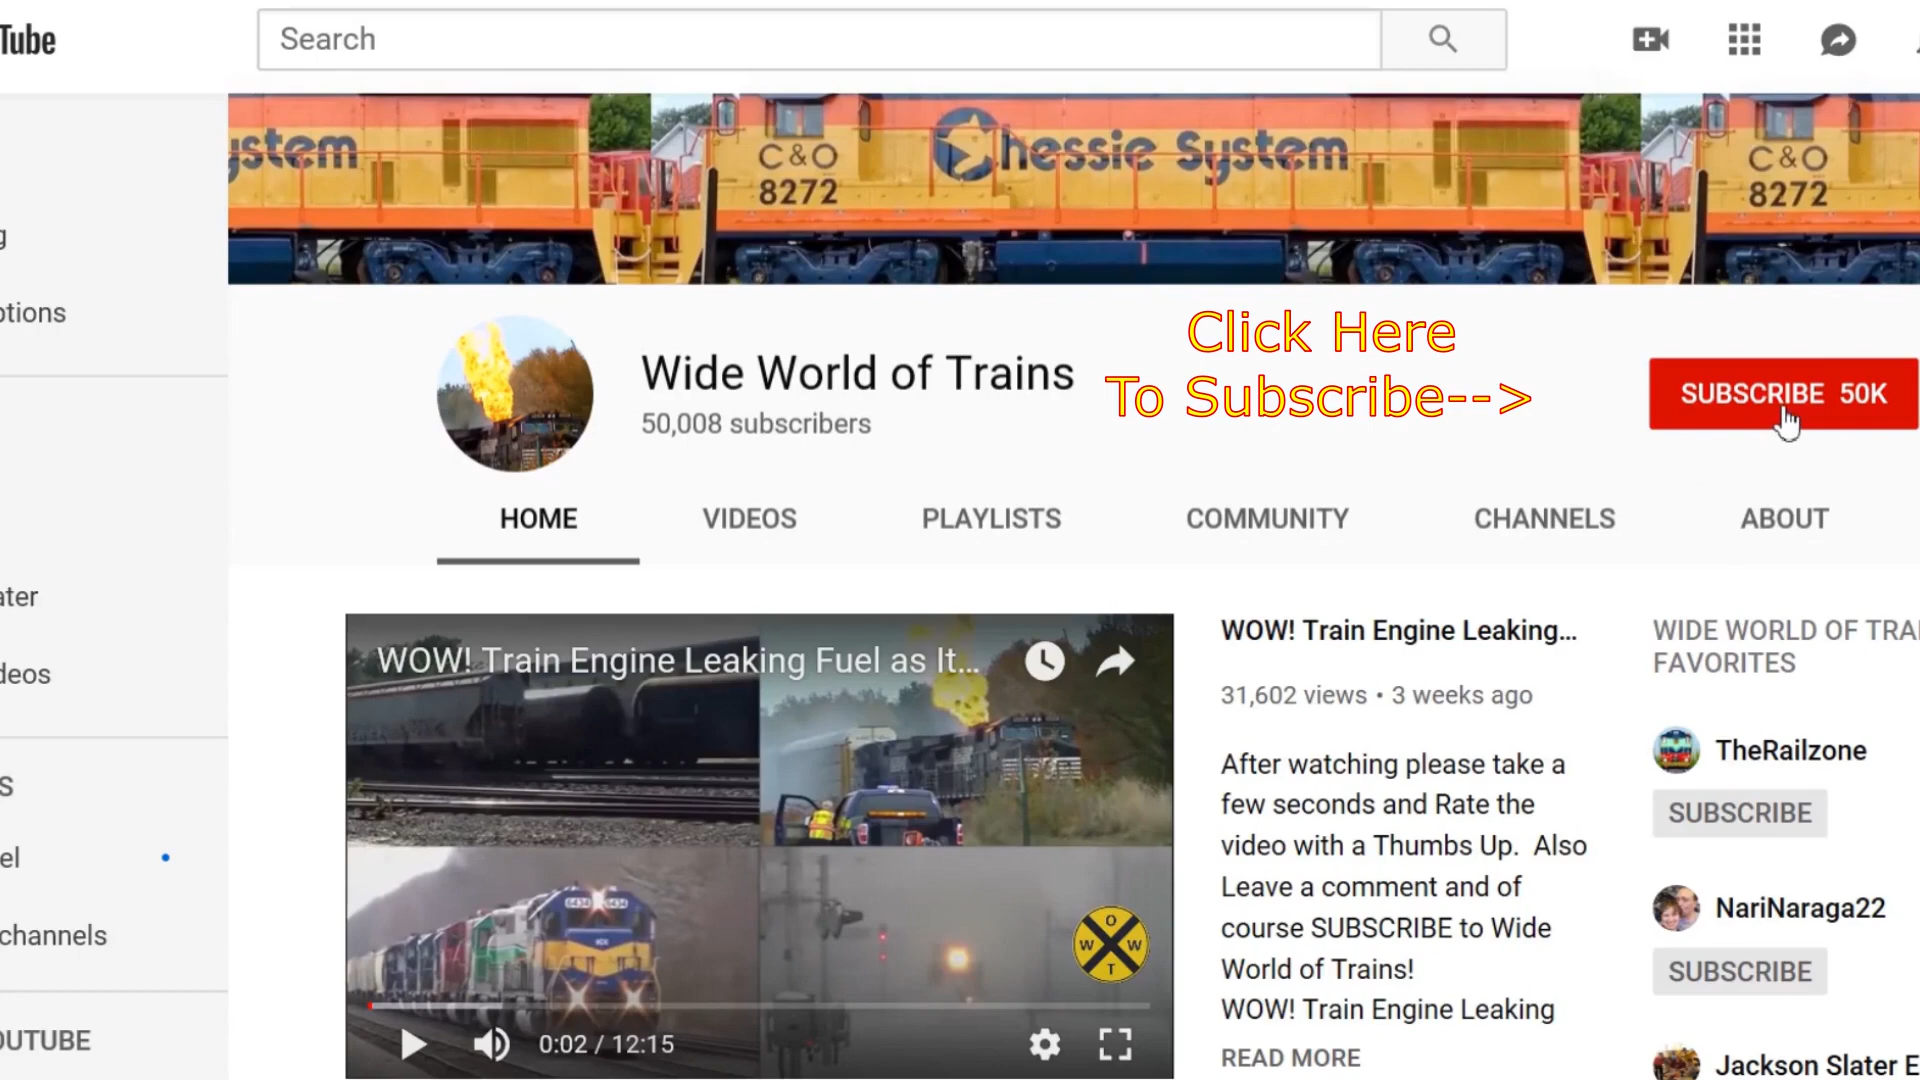 Tube
Search
ystem
C&O
8272
Chessie System
C&O
8272
g
ptions
Click Here
To Subscribe-->
Wide World of Trains
50,008 subscribers
SUBSCRIBE 50K
HOME
VIDEOS
PLAYLISTS
COMMUNITY
CHANNELS
ABOUT
ater
deos
S
el
channels
OUTUBE
WOW! Train Engine Leaking Fuel as It...
6434 6434
O
W W
T
0:02 / 12:15
WOW! Train Engine Leaking...
31,602 views • 3 weeks ago
After watching please take a
few seconds and Rate the
video with a Thumbs Up. Also
Leave a comment and of
course SUBSCRIBE to Wide
World of Trains!
WOW! Train Engine Leaking
READ MORE
WIDE WORLD OF TRA
FAVORITES
TheRailzone
SUBSCRIBE
NariNaraga22
SUBSCRIBE
Jackson Slater E